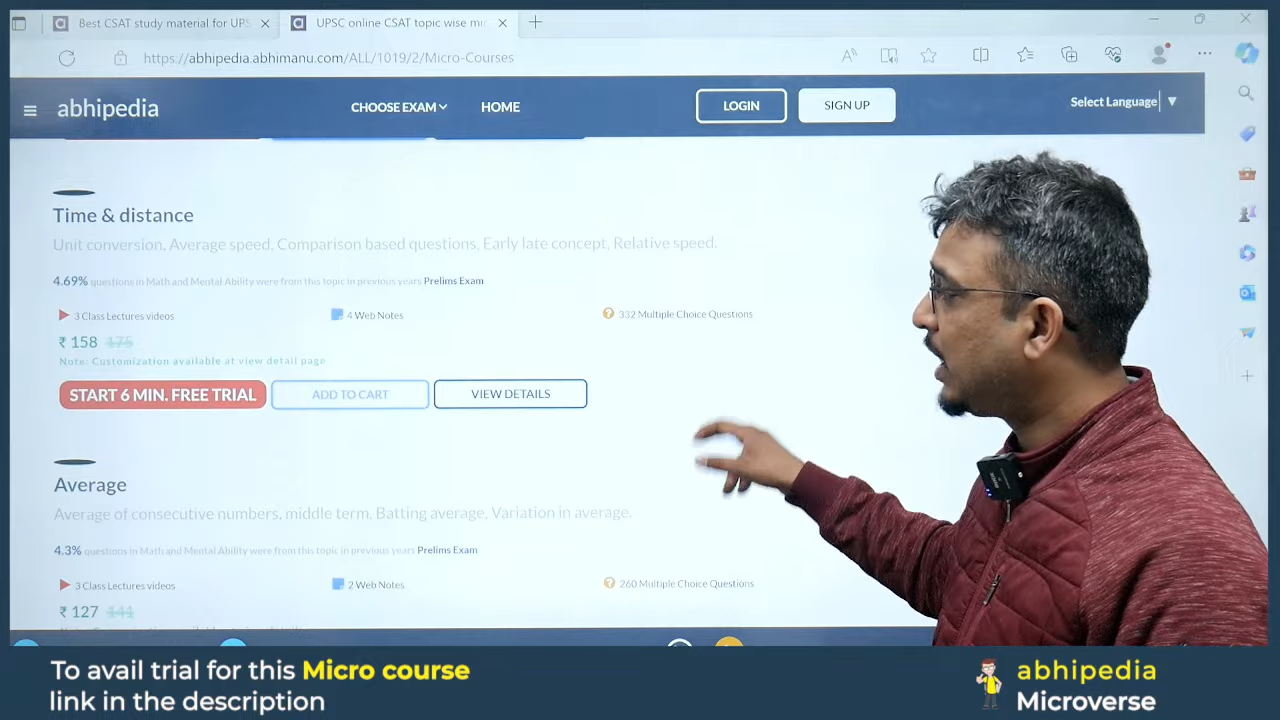 Best CSAT study material for UPS
UPSC online CSAT topic wise mi
https://abhipedia.abhimanu.com/ALL/1019/2/Micro-Courses
abhipedia
CHOOSE EXAM
HOME
LOGIN
SIGN UP
Select Language
Time & distance
Unit conversion, Average speed, Comparison based questions, Early late concept, Relative speed.
4.69% questions in Math and Mental Ability were from this topic in previous years Prelims Exam
3 Class Lectures videos
4 Web Notes
332 Multiple Choice Questions
₹ 158 175
Note: Customization available at view detail page
START 6 MIN. FREE TRIAL
ADD TO CART
VIEW DETAILS
Average
Average of consecutive numbers, middle term, Batting average, Variation in average.
4.3% questions in Math and Mental Ability were from this topic in previous years Prelims Exam
3 Class Lectures videos
2 Web Notes
260 Multiple Choice Questions
₹ 127 141
To avail trial for this Micro course
link in the description
abhipedia
Microverse